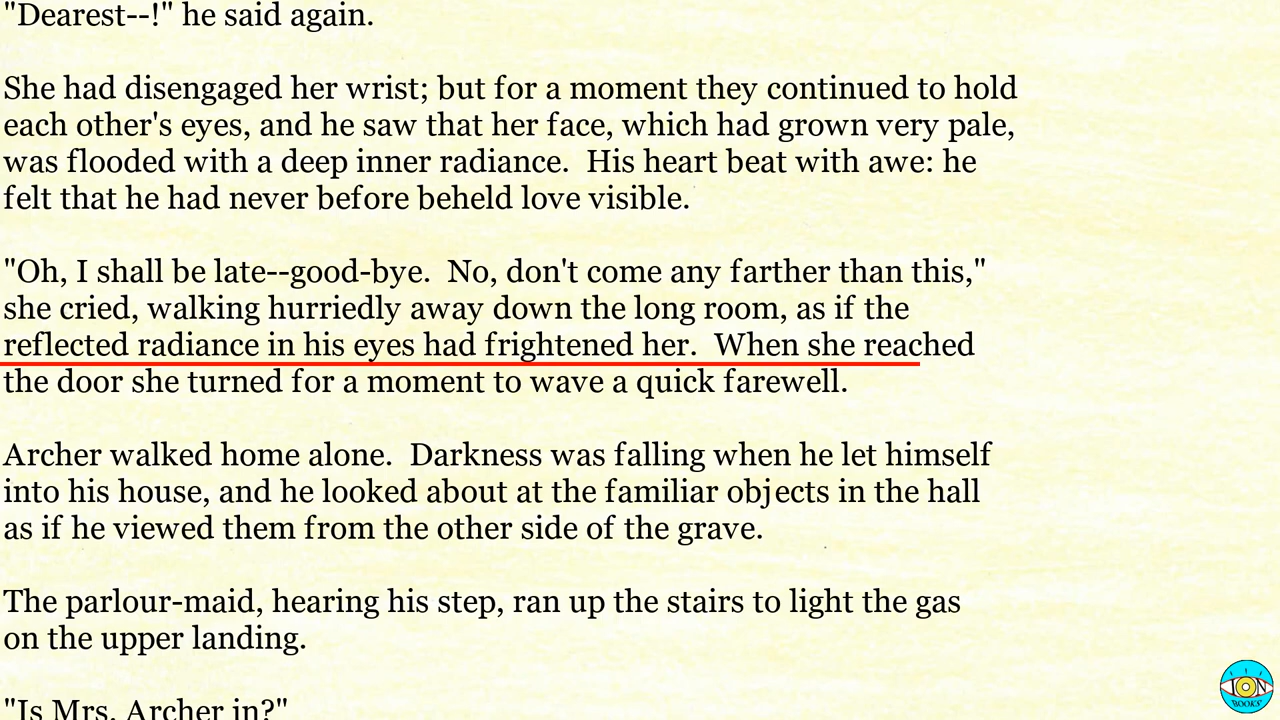 "Dearest--!" he said again.
She had disengaged her wrist; but for a moment they continued to hold
each other's eyes, and he saw that her face, which had grown very pale,
was flooded with a deep inner radiance.  His heart beat with awe: he
felt that he had never before beheld love visible.
"Oh, I shall be late--good-bye.  No, don't come any farther than this,"
she cried, walking hurriedly away down the long room, as if the
reflected radiance in his eyes had frightened her.  When she reached
the door she turned for a moment to wave a quick farewell.
Archer walked home alone.  Darkness was falling when he let himself
into his house, and he looked about at the familiar objects in the hall
as if he viewed them from the other side of the grave.
The parlour-maid, hearing his step, ran up the stairs to light the gas
on the upper landing.
"Is Mrs. Archer in?"
ION
BOOKS